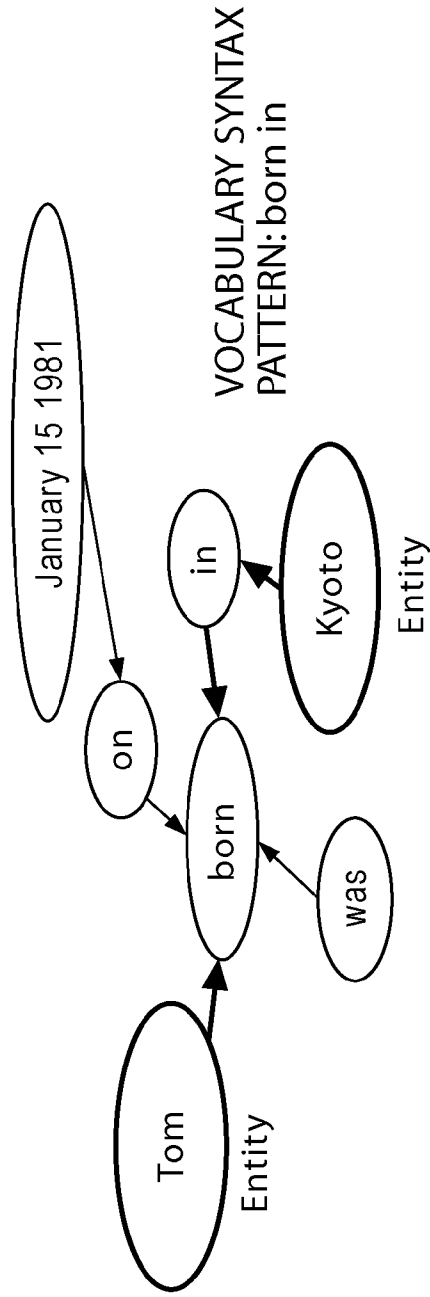 January 15 1981
on
in
VOCABULARY SYNTAX
PATTERN: born in
Tom
born
Kyoto
Entity
was
Entity